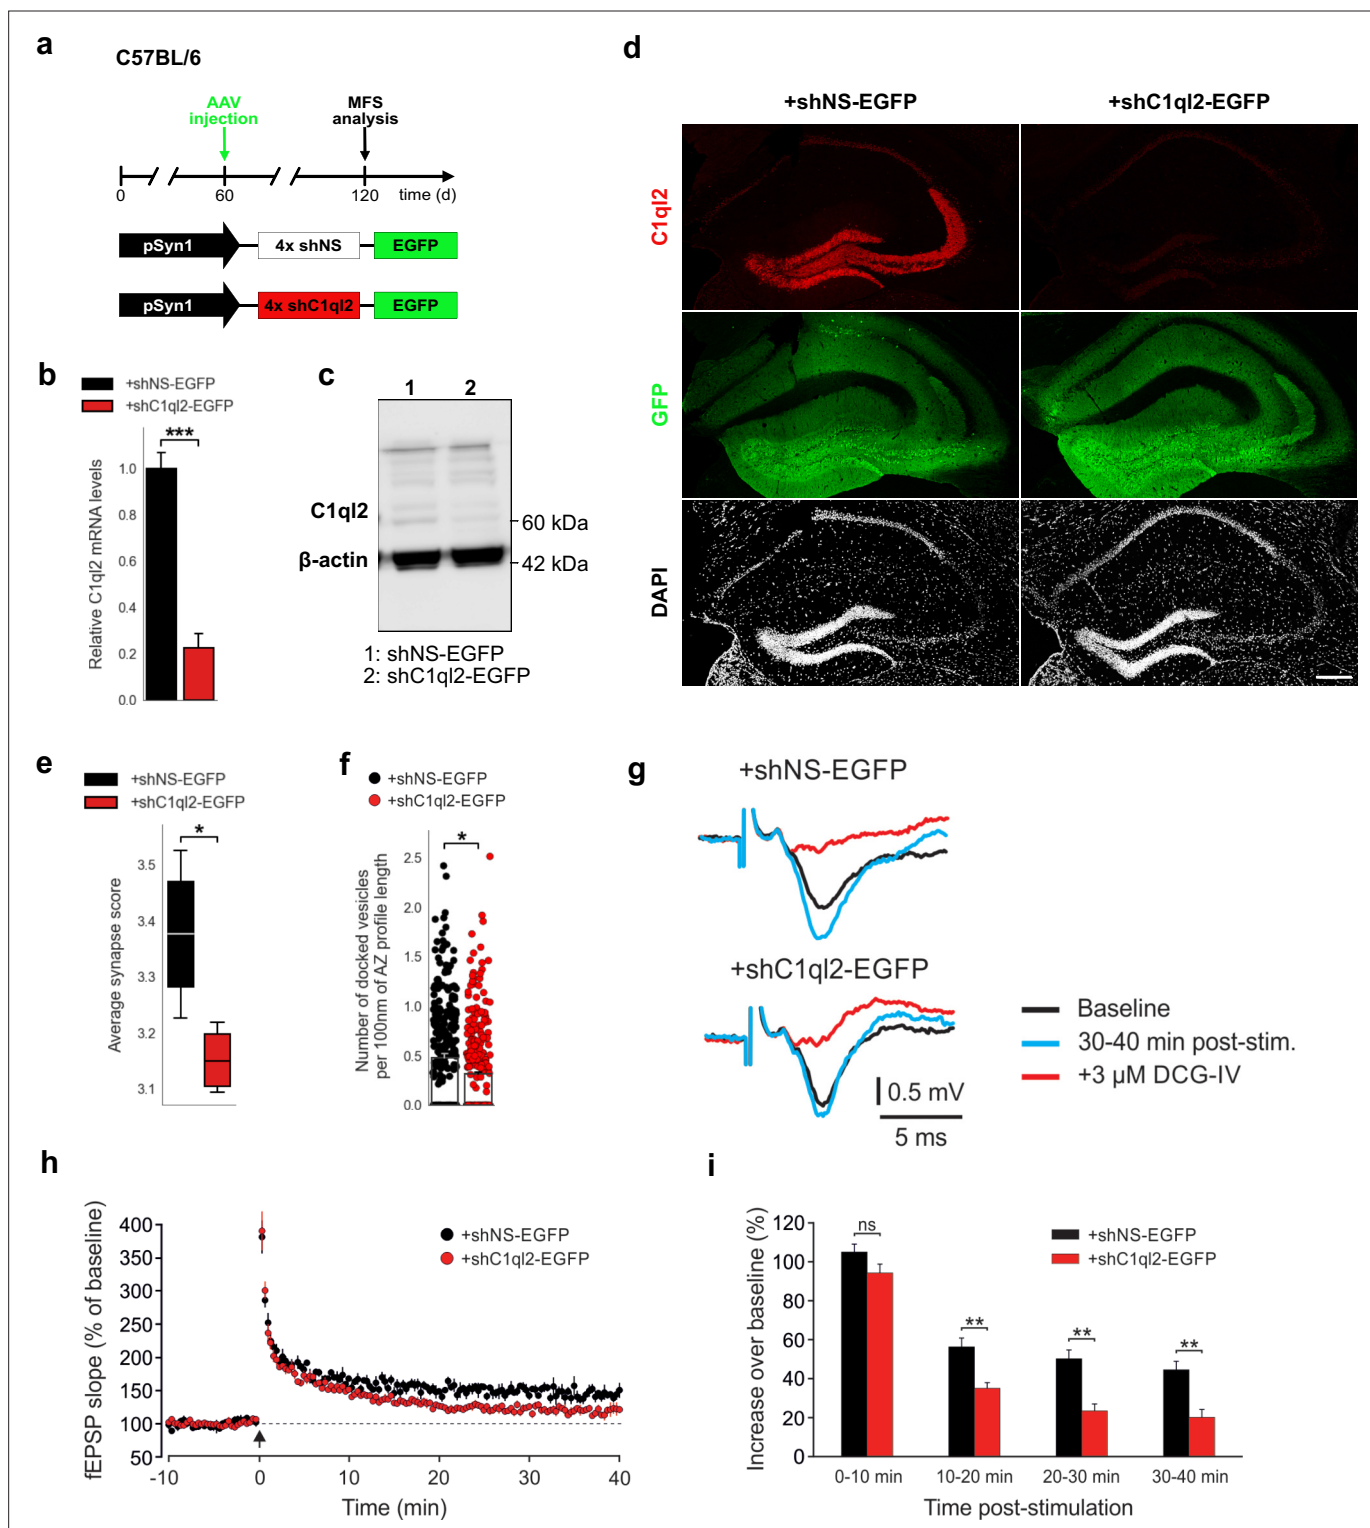 a
C57BL/6
AAV
injection
MFS
analysis
0
60
120
time (d)
pSyn1
4x shNS
EGFP
pSyn1
4x shC1ql2
EGFP
b
+shNS-EGFP
+shC1ql2-EGFP
***
Relative C1ql2 mRNA levels
1.0
0.8
0.6
0.4
0.2
0.0
c
1 2
C1ql2
β-actin
60 kDa
42 kDa
1: shNS-EGFP
2: shC1ql2-EGFP
d
+shNS-EGFP
+shC1ql2-EGFP
C1ql2
GFP
DAPI
e
+shNS-EGFP
+shC1ql2-EGFP
*
Average synapse score
3.5
3.4
3.3
3.2
3.1
f
+shNS-EGFP
+shC1ql2-EGFP
*
Number of docked vesicles
per 100nm of AZ profile length
2.5
2.0
1.5
1.0
0.5
0.0
g
+shNS-EGFP
+shC1ql2-EGFP
0.5 mV
5 ms
Baseline
30-40 min post-stim.
+3 µM DCG-IV
h
fEPSP slope (% of baseline)
400
350
300
250
200
150
100
50
+shNS-EGFP
+shC1ql2-EGFP
-10 0 10 20 30 40
Time (min)
i
Increase over baseline (%)
120
100
80
60
40
20
0
+shNS-EGFP
+shC1ql2-EGFP
ns
**
**
**
0-10 min 10-20 min 20-30 min 30-40 min
Time post-stimulation